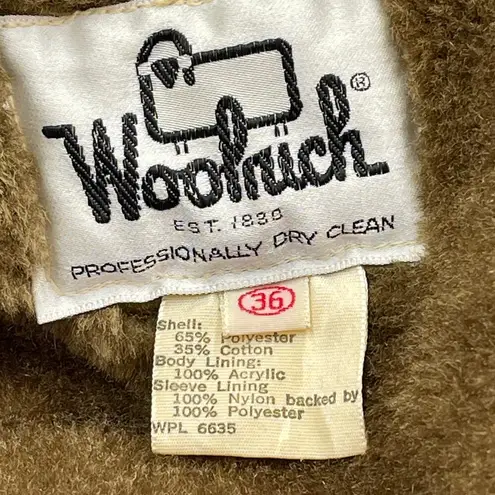 Woolrich®
EST. 1830
PROFESSIONALLY DRY CLEAN
36
Shell:
65% Polyester
35% Cotton
Body Lining:
100% Acrylic
Sleeve Lining
100% Nylon backed by
100% Polyester
WPL 6635